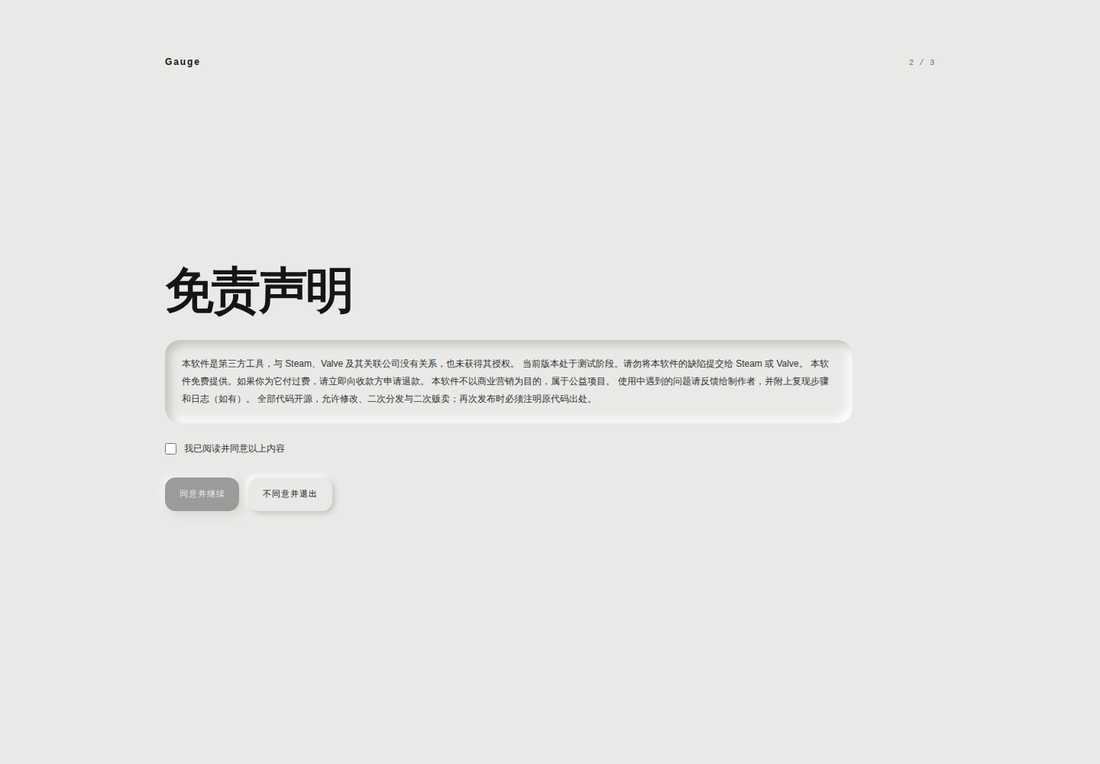 Gauge
2 / 3
免责声明
本软件是第三方工具，与 Steam、Valve 及其关联公司没有关系，也未获得其授权。 当前版本处于测试阶段。请勿将本软件的缺陷提交给 Steam 或 Valve。 本软
件免费提供。如果你为它付过费，请立即向收款方申请退款。 本软件不以商业营销为目的，属于公益项目。 使用中遇到的问题请反馈给制作者，并附上复现步骤
和日志（如有）。 全部代码开源，允许修改、二次分发与二次贩卖；再次发布时必须注明原代码出处。
我已阅读并同意以上内容
同意并继续
不同意并退出